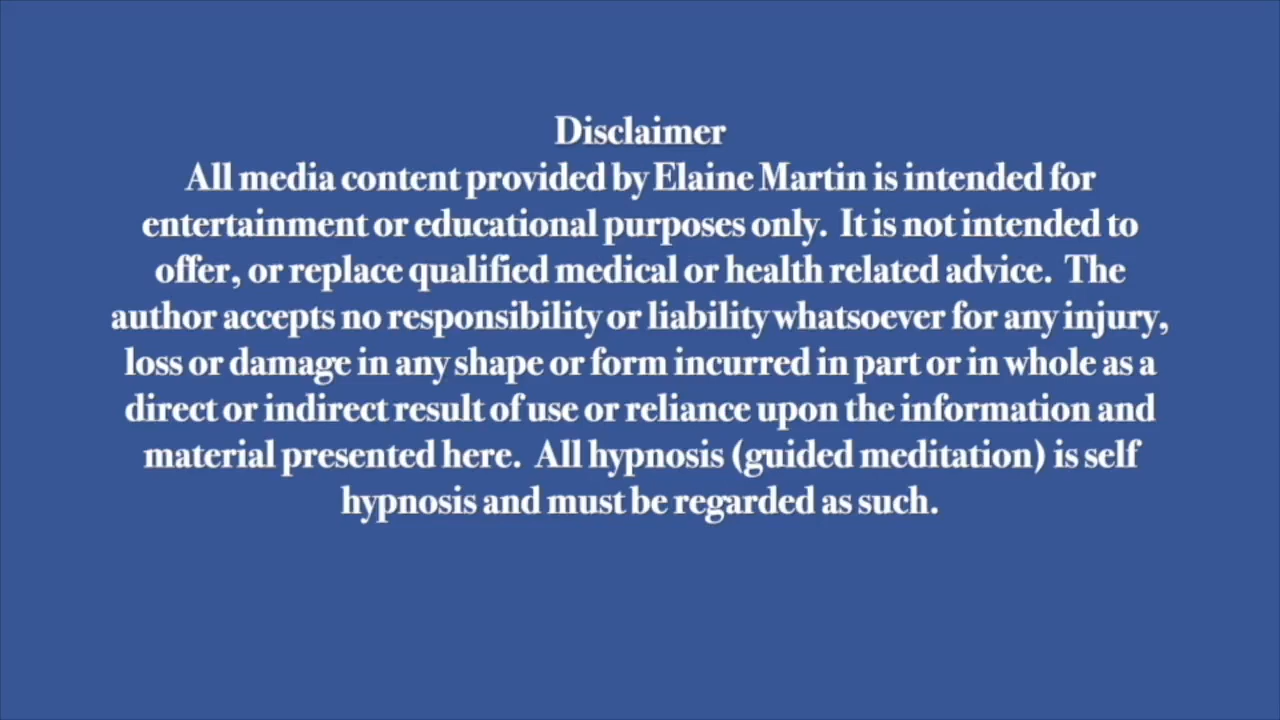 Disclaimer
All media content provided by Elaine Martin is intended for
entertainment or educational purposes only.  It is not intended to
offer, or replace qualified medical or health related advice.  The
author accepts no responsibility or liability whatsoever for any injury,
loss or damage in any shape or form incurred in part or in whole as a
direct or indirect result of use or reliance upon the information and
material presented here.  All hypnosis (guided meditation) is self
hypnosis and must be regarded as such.